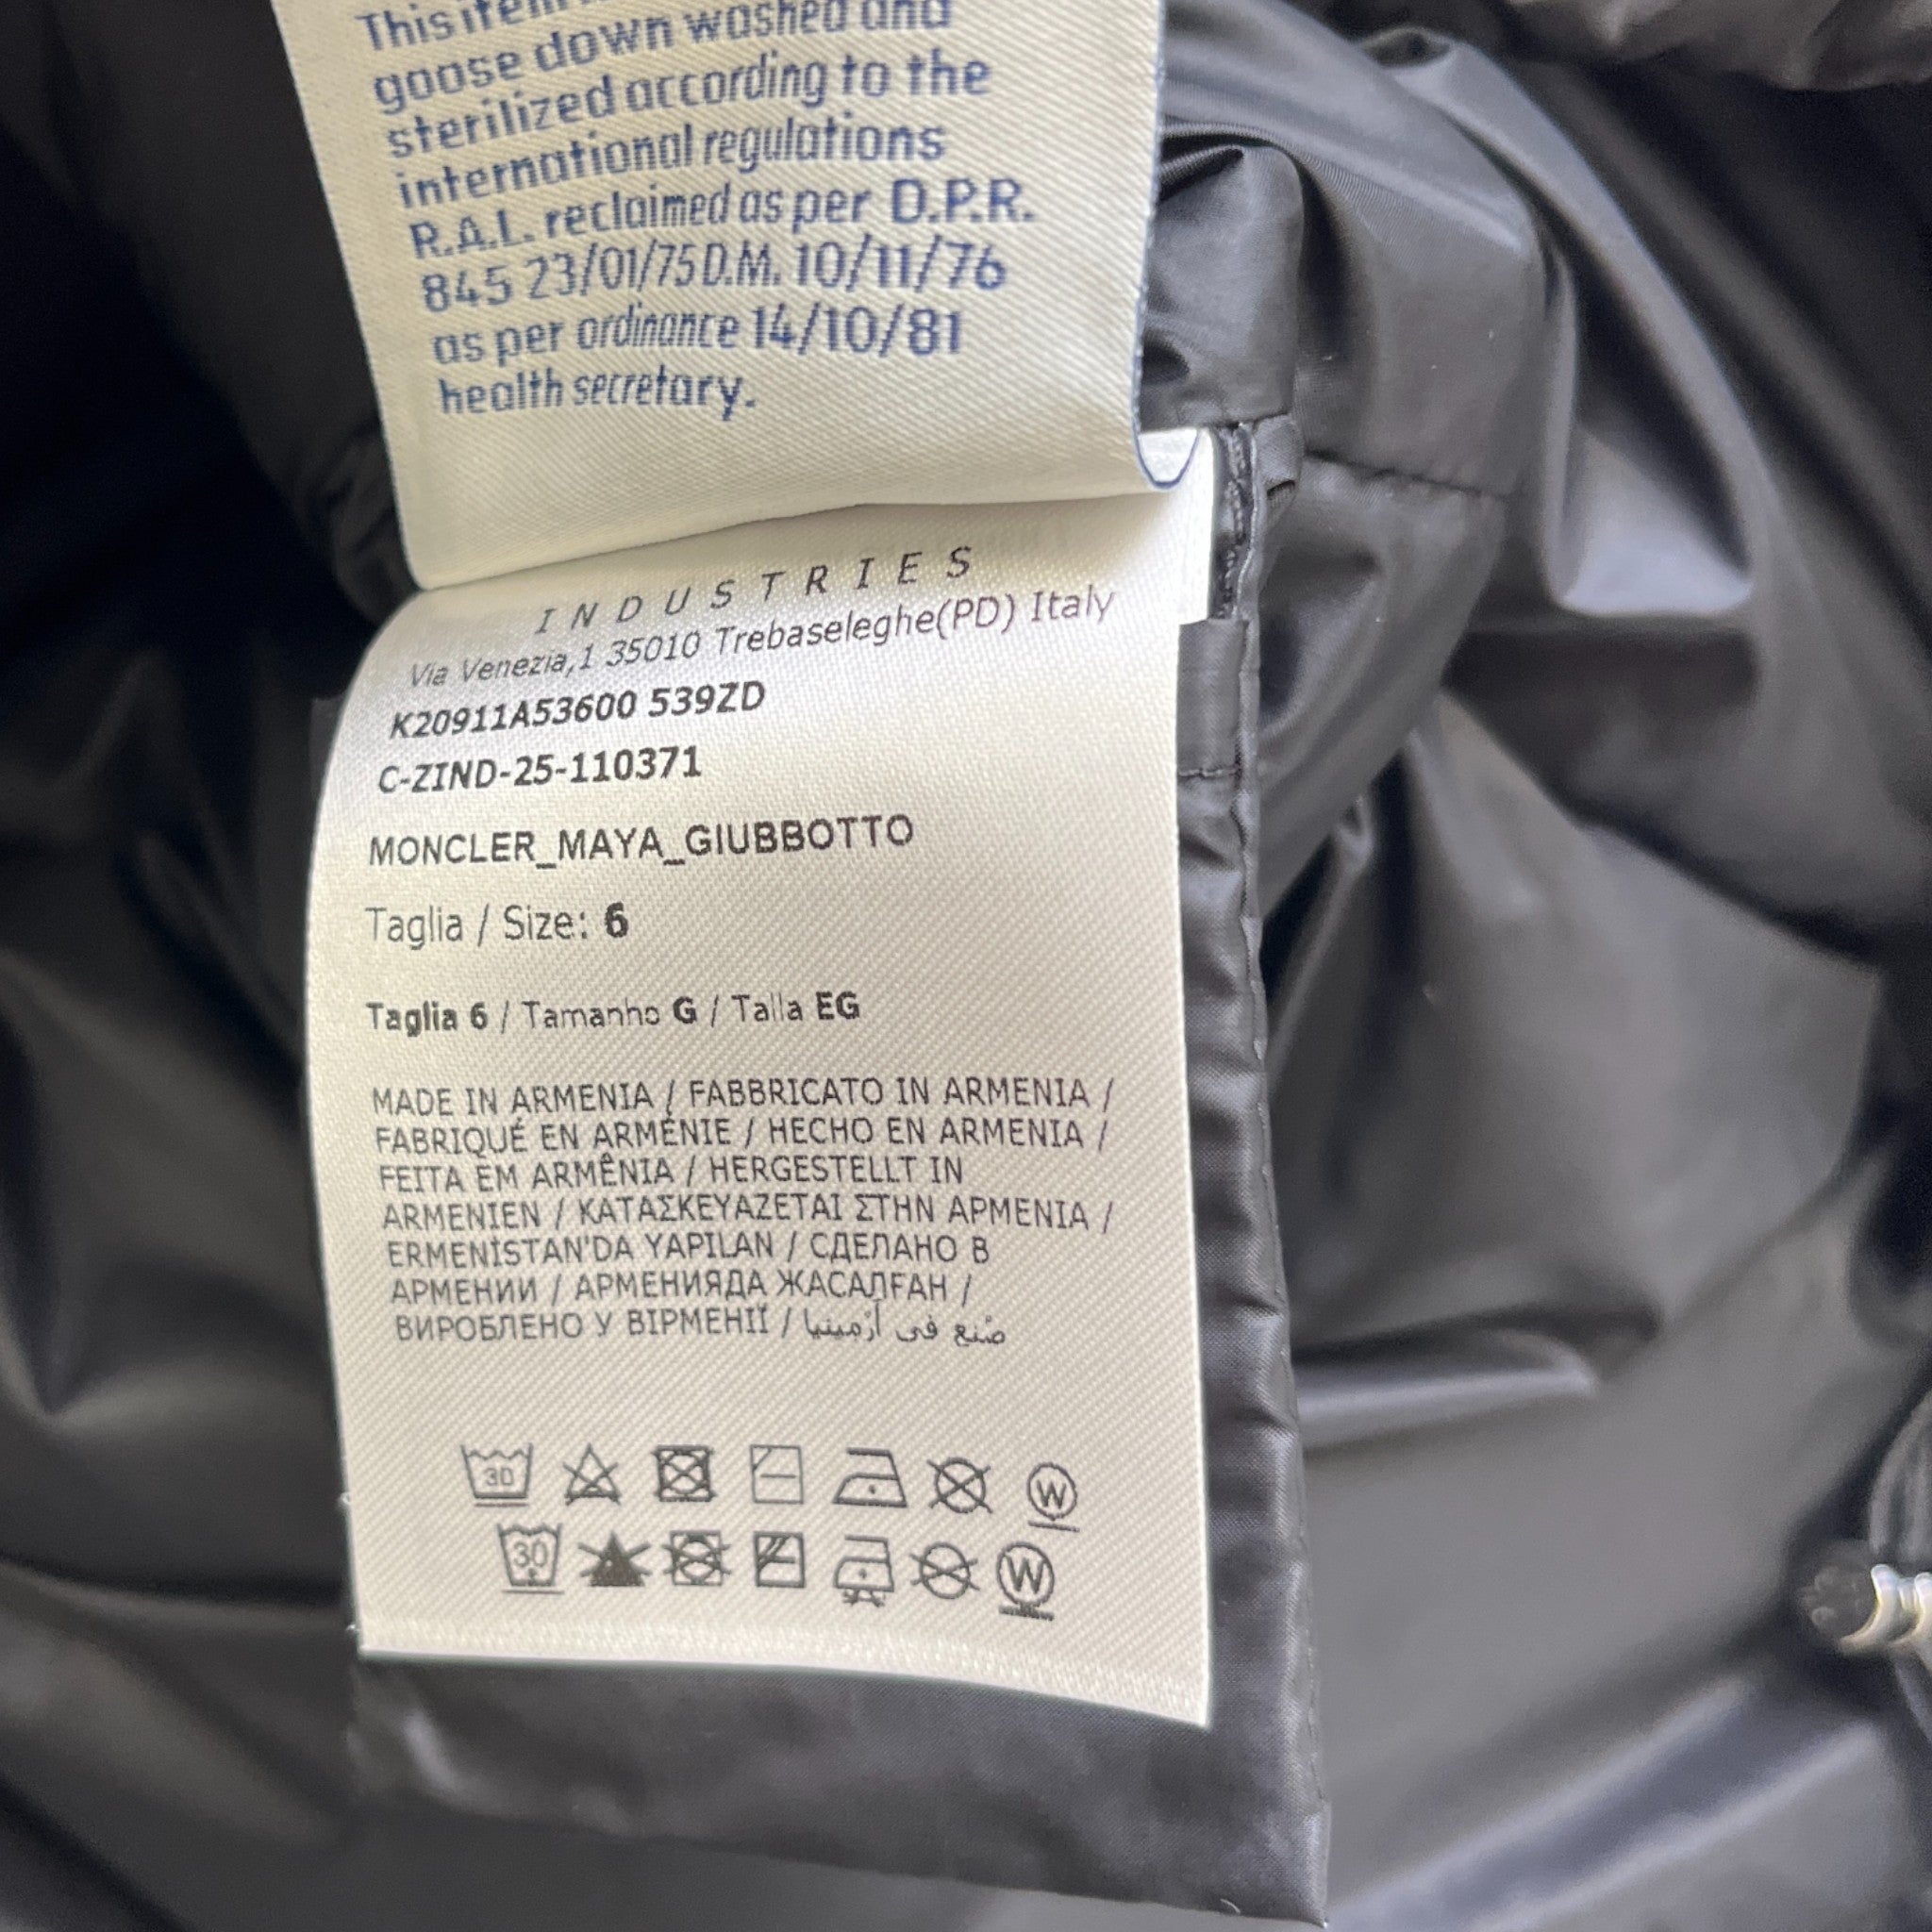 This item
goose down washed and
sterilized according to the
international regulations
R.A.L. reclaimed as per D.P.R.
845 23/01/75 D.M. 10/11/76
as per ordinance 14/10/81
health secretary.
INDUSTRIES
Via Venezia,1 35010 Trebaseleghe(PD) Italy
K20911A53600 539ZD
C-ZIND-25-110371
MONCLER_MAYA_GIUBBOTTO
Taglia / Size: 6
Taglia 6 / Tamanho G / Talla EG
MADE IN ARMENIA / FABBRICATO IN ARMENIA /
FABRIQUÉ EN ARMÉNIE / HECHO EN ARMENIA /
FEITA EM ARMÊNIA / HERGESTELLT IN
ARMENIEN / ΚΑΤΑΣΚΕΥΑΖΕΤΑΙ ΣΤΗΝ ΑΡΜΕΝΙΑ /
ERMENİSTAN'DA YAPILAN / СДЕЛАНО В
АРМЕНИИ / АРМЕНИЯДА ЖАСАЛҒАН /
ВИРОБЛЕНО У ВІРМЕНІЇ / صُنع في أرْمينيا
30 W
30 W